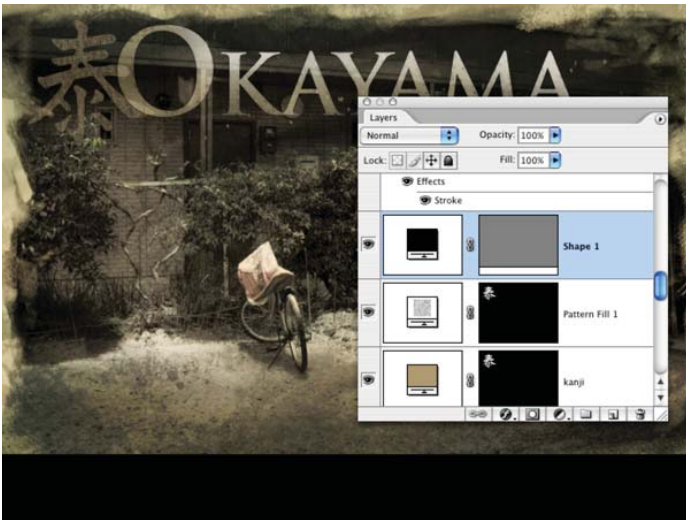 泰OKAYAMA
Layers
Normal Opacity: 100%
Lock: Fill: 100%
Effects
Stroke
Shape 1
Pattern Fill 1
kanji